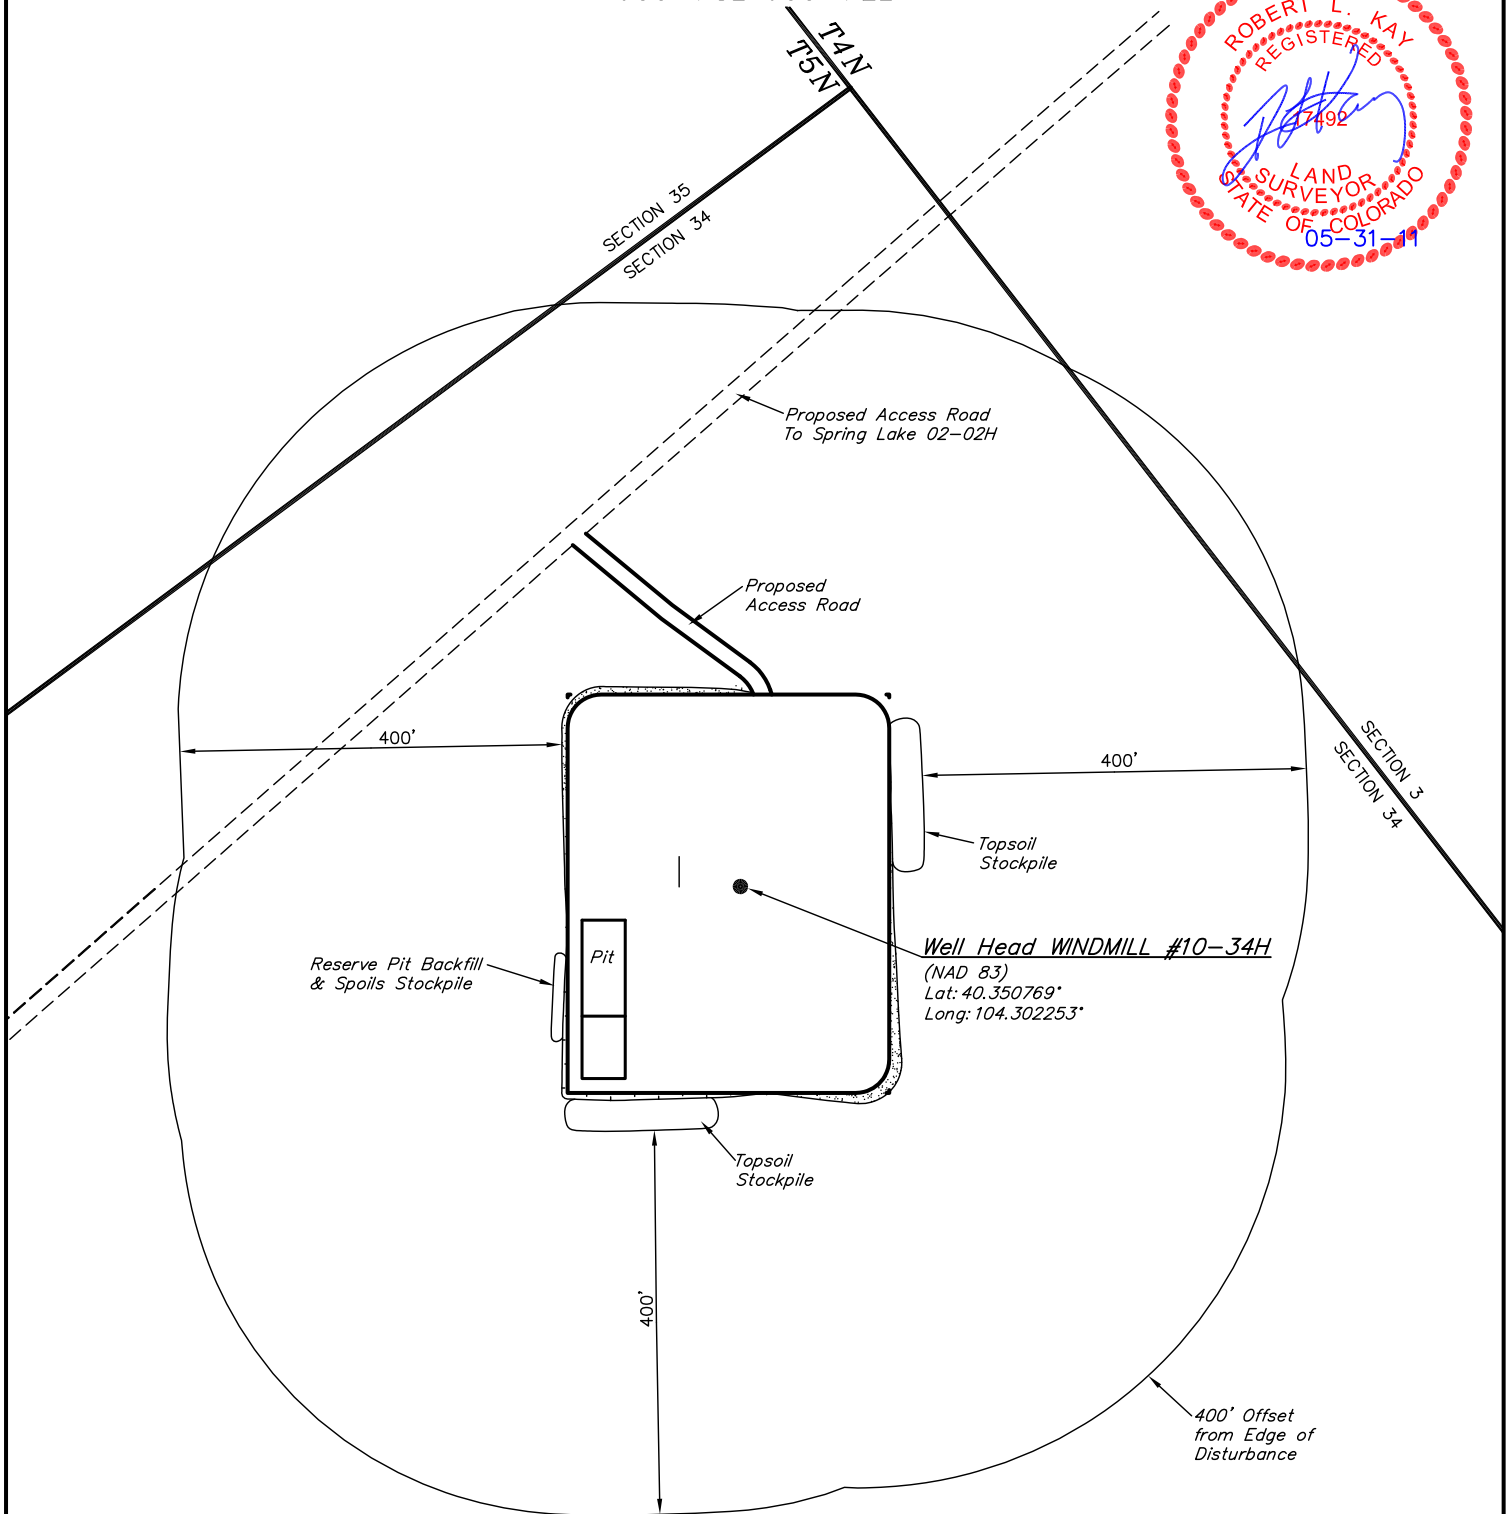 T4N
T5N
ROBERT L. KAY
REGISTERED
17492
LAND
SURVEYOR
STATE OF COLORADO
05-31-11
SECTION 35
SECTION 34
Proposed Access Road
To Spring Lake 02-02H
Proposed
Access Road
400'
400'
SECTION 3
SECTION 34
Topsoil
Stockpile
Well Head WINDMILL #10-34H
(NAD 83)
Lat: 40.350769°
Long: 104.302253°
Pit
Reserve Pit Backfill
& Spoils Stockpile
Topsoil
Stockpile
400'
400' Offset
from Edge of
Disturbance